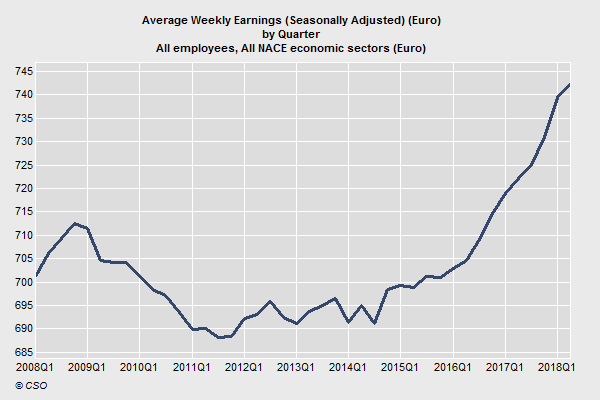 Average Weekly Earnings (Seasonally Adjusted) (Euro)
by Quarter
All employees, All NACE economic sectors (Euro)
745
740
735
730
725
720
715
710
705
700
695
690
685
2008Q1 2009Q1 2010Q1 2011Q1 2012Q1 2013Q1 2014Q1 2015Q1 2016Q1 2017Q1 2018Q1
© CSO